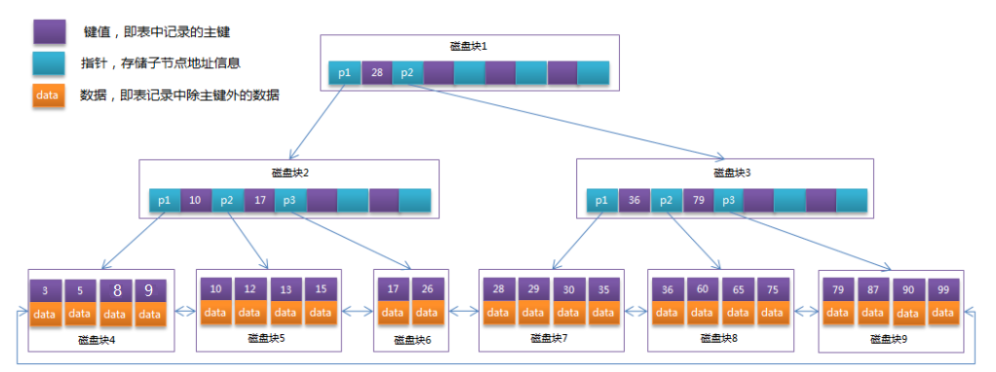 键值，即表中记录的主键
指针，存储子节点地址信息
data 数据，即表记录中除主键外的数据
磁盘块1
p1 28 p2
磁盘块2
p1 10 p2 17 p3
磁盘块3
p1 36 p2 79 p3
3 5 8 9
data data data data
磁盘块4
10 12 13 15
data data data data
磁盘块5
17 26
data data
磁盘块6
28 29 30 35
data data data data
磁盘块7
36 60 65 75
data data data data
磁盘块8
79 87 90 99
data data data data
磁盘块9